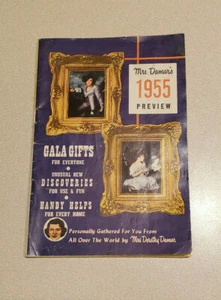 Mrs. Damar's
1955
PREVIEW
GALA GIFTS
FOR EVERYONE
UNUSUAL NEW
DISCOVERIES
FOR USE & FUN
HANDY HELPS
FOR EVERY HOME
Personally Gathered For You From
All Over The World by Mrs. Dorothy Damar